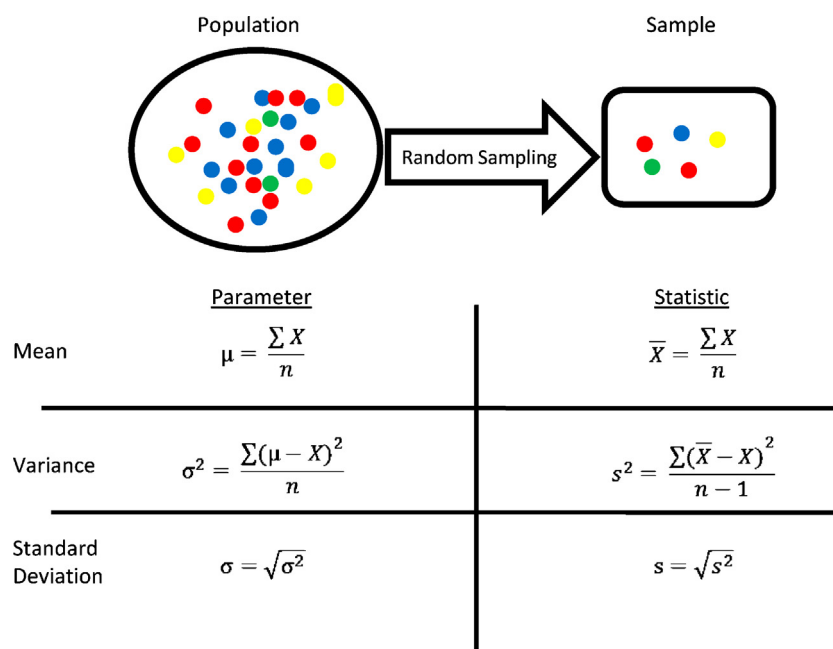 Population
Sample
Random Sampling
Parameter
Statistic
Mean
μ = ∑ X / n
X̅ = ∑ X / n
Variance
σ² = ∑(μ − X)² / n
s² = ∑(X̅ − X)² / n − 1
Standard
Deviation
σ = √σ²
s = √s²